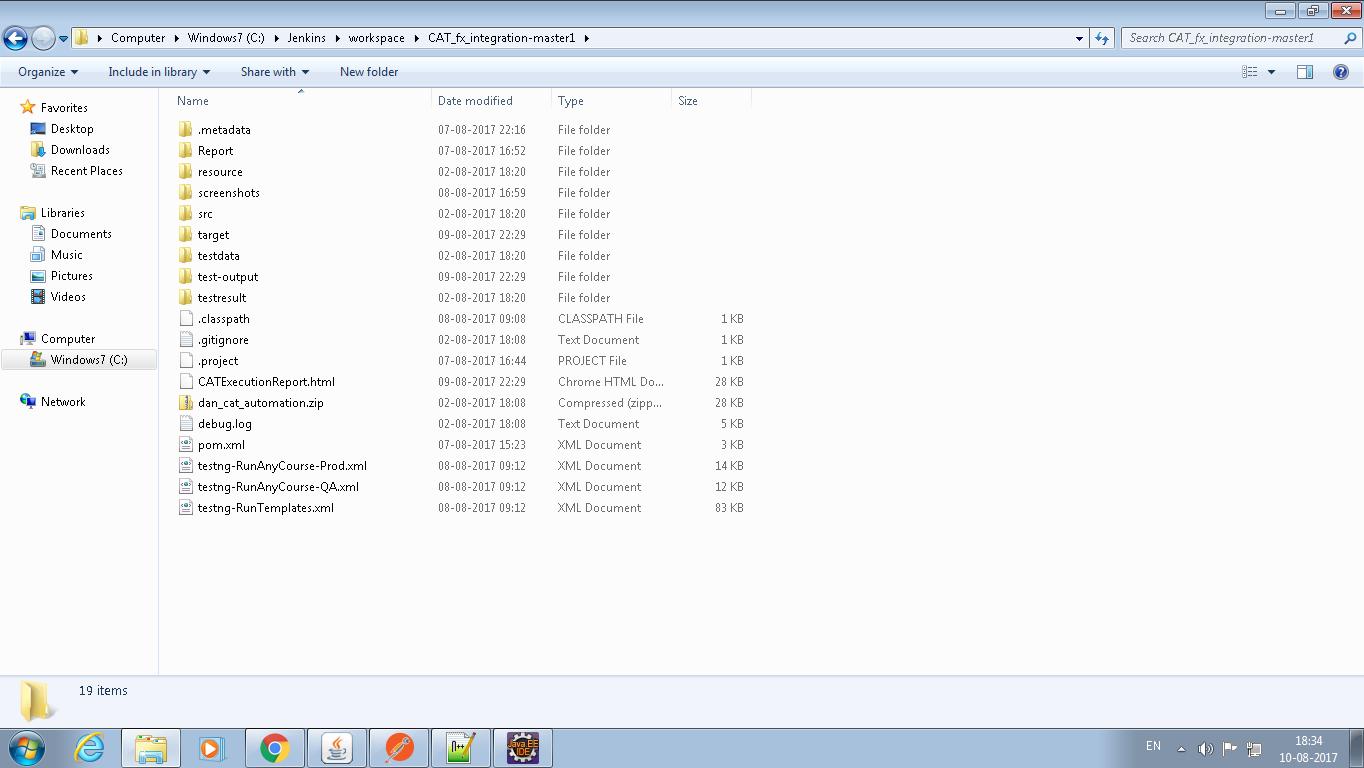 Computer Windows7 (C:) Jenkins workspace CAT_fx_integration-master1 Search CAT_fx_integration-master1
Organize Include in library Share with New folder
Name Date modified Type Size
Favorites
Desktop
Downloads
Recent Places
Libraries
Documents
Music
Pictures
Videos
Computer
Windows7 (C:)
Network
.metadata 07-08-2017 22:16 File folder
Report 07-08-2017 16:52 File folder
resource 02-08-2017 18:20 File folder
screenshots 08-08-2017 16:59 File folder
src 02-08-2017 18:20 File folder
target 09-08-2017 22:29 File folder
testdata 02-08-2017 18:20 File folder
test-output 09-08-2017 22:29 File folder
testresult 02-08-2017 18:20 File folder
.classpath 08-08-2017 09:08 CLASSPATH File 1 KB
.gitignore 02-08-2017 18:08 Text Document 1 KB
.project 07-08-2017 16:44 PROJECT File 1 KB
CATExecutionReport.html 09-08-2017 22:29 Chrome HTML Do... 28 KB
dan_cat_automation.zip 02-08-2017 18:08 Compressed (zipp... 28 KB
debug.log 02-08-2017 18:08 Text Document 5 KB
pom.xml 07-08-2017 15:23 XML Document 3 KB
testng-RunAnyCourse-Prod.xml 08-08-2017 09:12 XML Document 14 KB
testng-RunAnyCourse-QA.xml 08-08-2017 09:12 XML Document 12 KB
testng-RunTemplates.xml 08-08-2017 09:12 XML Document 83 KB
19 items
Java EE
IDE
EN
18:34
10-08-2017